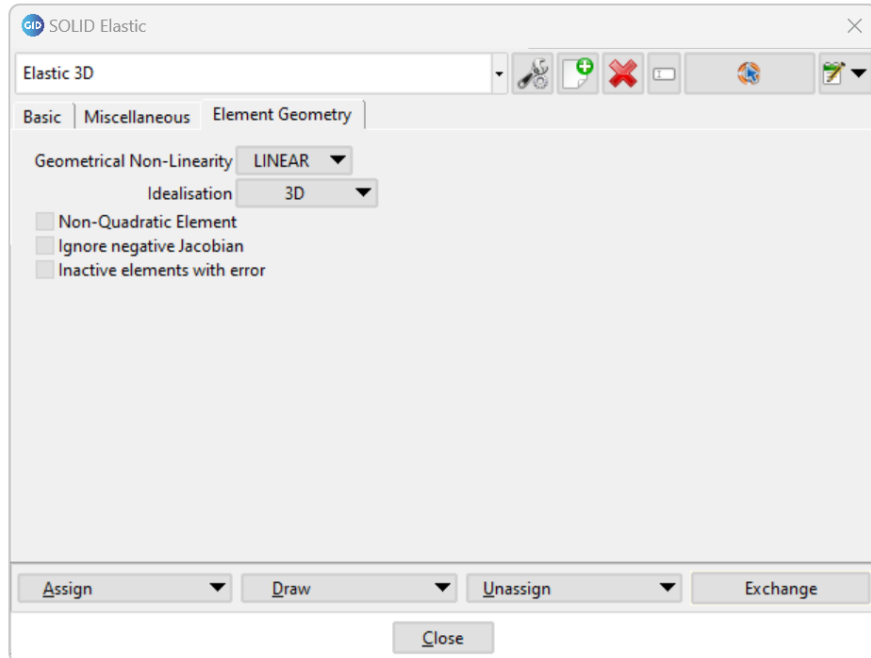 GiD SOLID Elastic
Elastic 3D
Basic Miscellaneous Element Geometry
Geometrical Non-Linearity LINEAR
Idealisation 3D
Non-Quadratic Element
Ignore negative Jacobian
Inactive elements with error
Assign Draw Unassign Exchange
Close